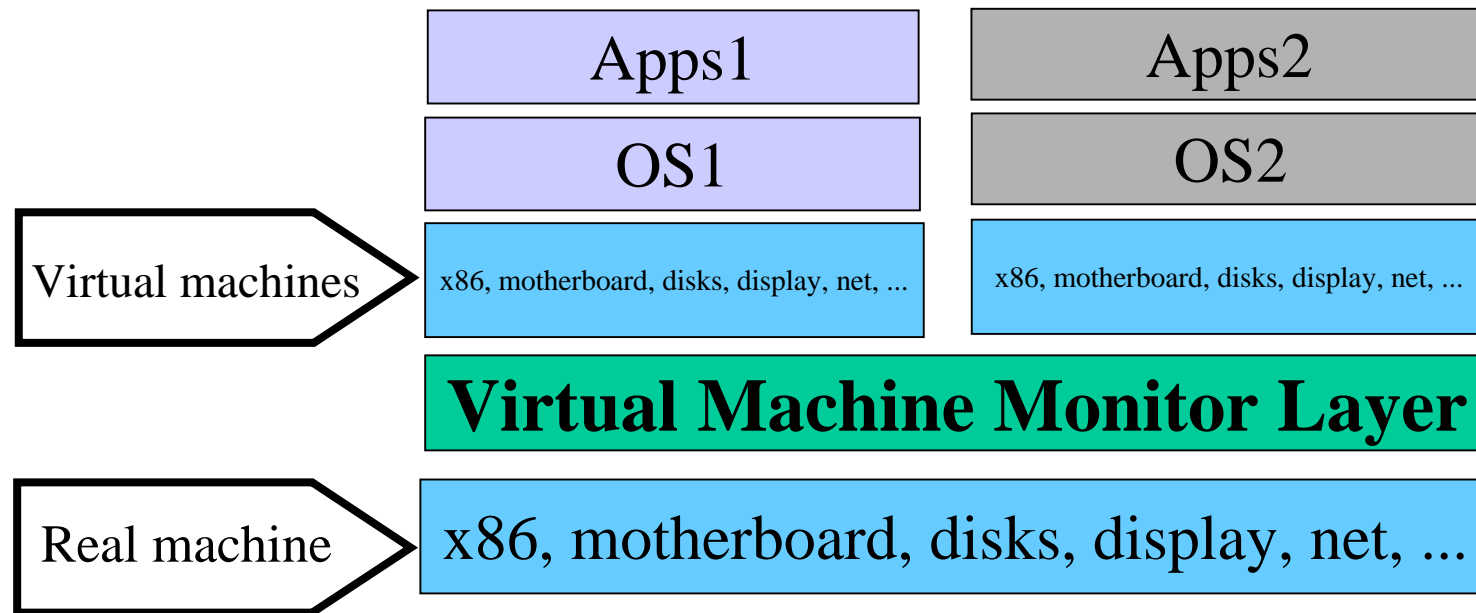 Apps1
Apps2
OS1
OS2
Virtual machines
x86, motherboard, disks, display, net, ...
x86, motherboard, disks, display, net, ...
Virtual Machine Monitor Layer
Real machine
x86, motherboard, disks, display, net, ...